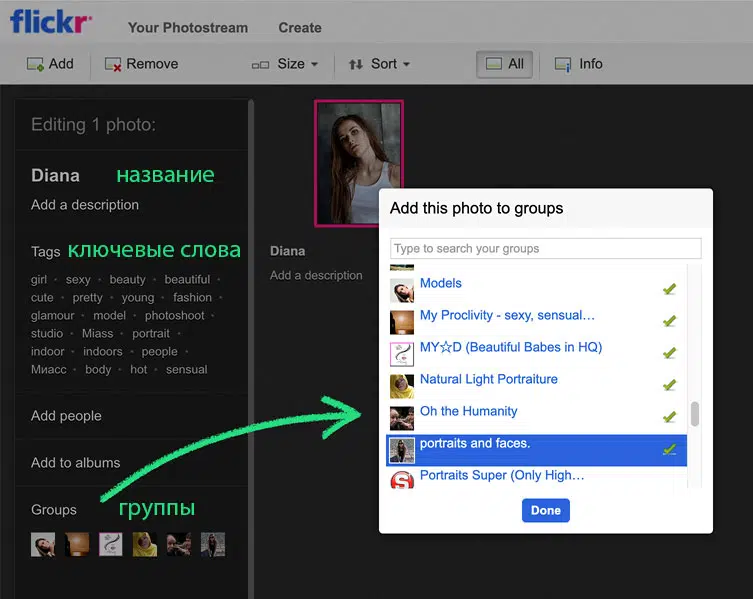 flickr
Your Photostream Create
Add Remove Size Sort All Info
Editing 1 photo:
Diana название
Add a description
Tags ключевые слова
girl • sexy • beauty • beautiful •
cute • pretty • young • fashion •
glamour • model • photoshoot •
studio • Miass • portrait •
indoor • indoors • people •
Миасс • body • hot • sensual
Add people
Add to albums
Groups группы
Diana
Add a description
Add this photo to groups
Type to search your groups
Models
My Proclivity - sexy, sensual…
MY☆D (Beautiful Babes in HQ)
Natural Light Portraiture
Oh the Humanity
portraits and faces.
Portraits Super (Only High…
Done